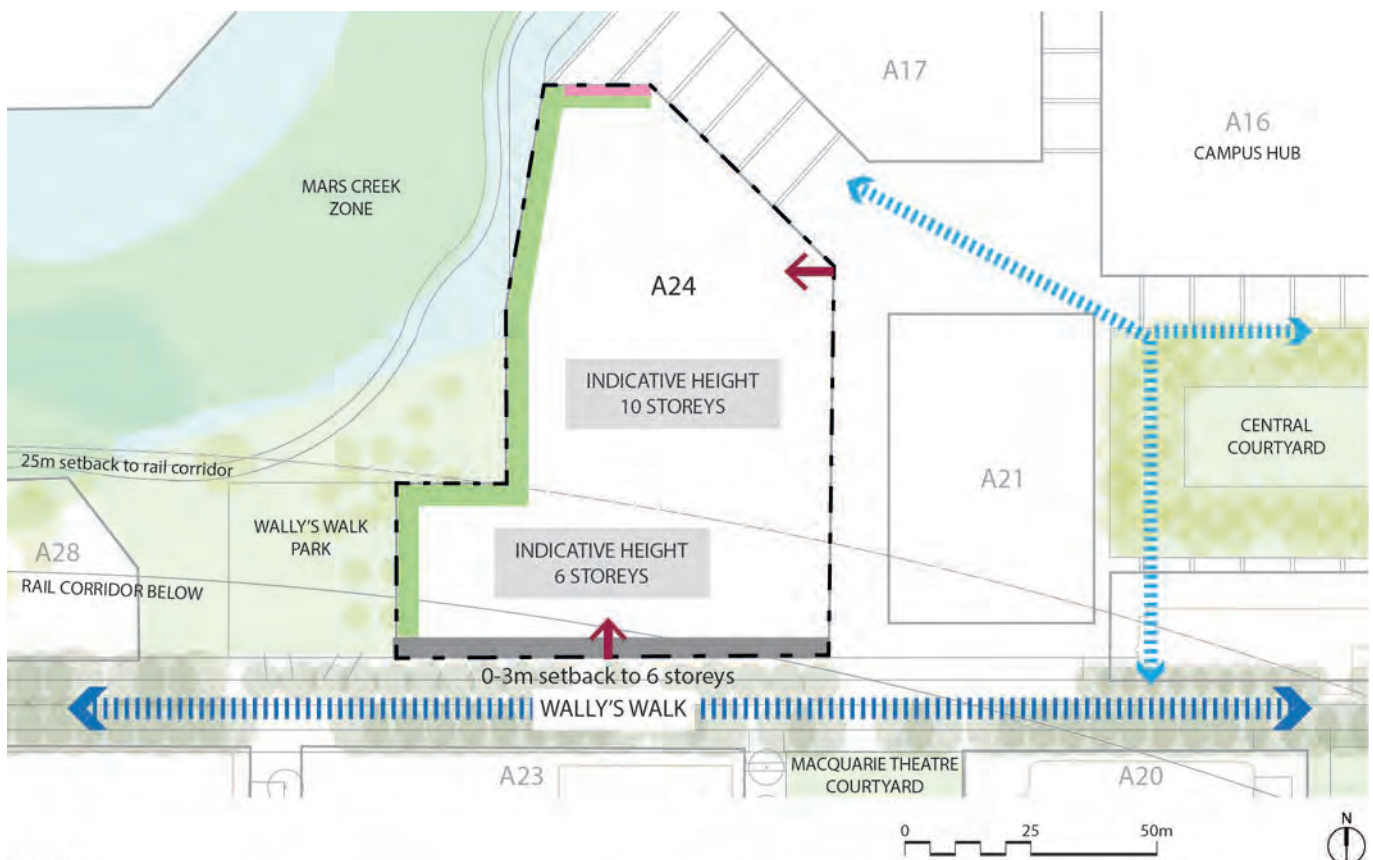 A17
A16
CAMPUS HUB
MARS CREEK
ZONE
A24
INDICATIVE HEIGHT
10 STOREYS
CENTRAL
COURTYARD
25m setback to rail corridor
A21
WALLY'S WALK
PARK
A28
INDICATIVE HEIGHT
6 STOREYS
RAIL CORRIDOR BELOW
0-3m setback to 6 storeys
WALLY'S WALK
A23
MACQUARIE THEATRE
COURTYARD
A20
0 25 50m
N